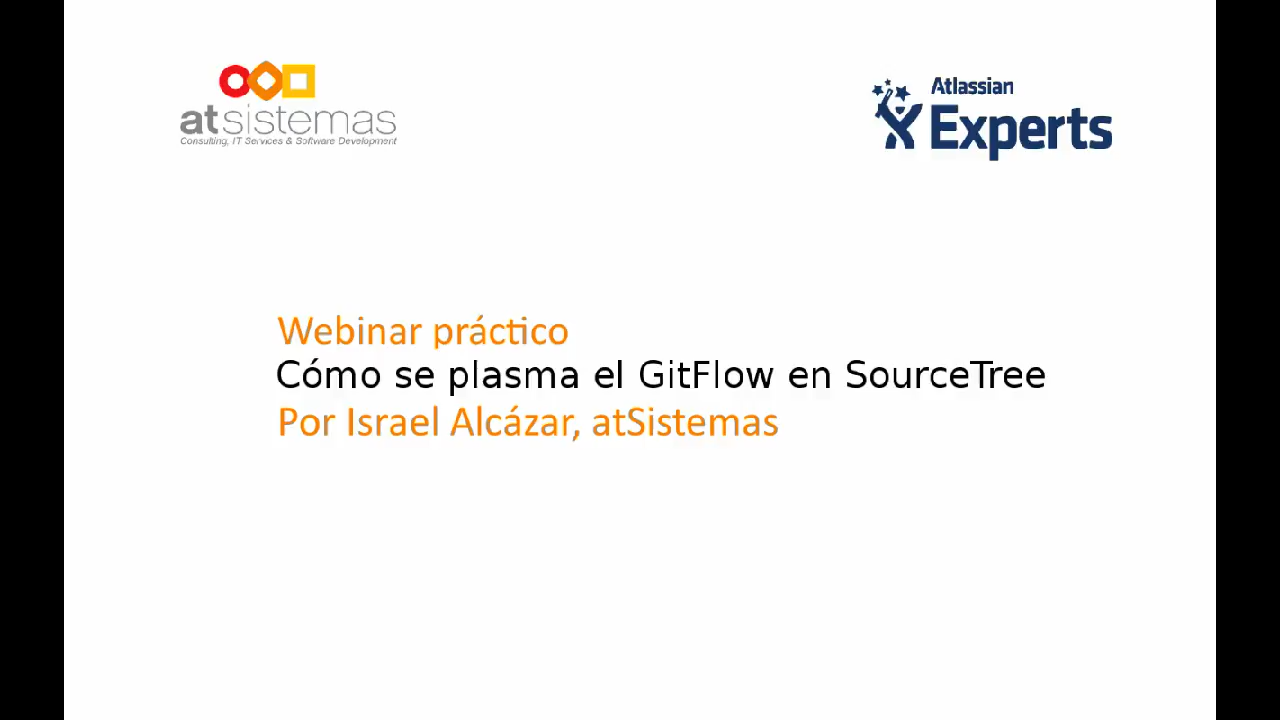 atsistemas
Consulting, IT Services & Software Development
Atlassian
Experts
Webinar práctico
Cómo se plasma el GitFlow en SourceTree
Por Israel Alcázar, atSistemas